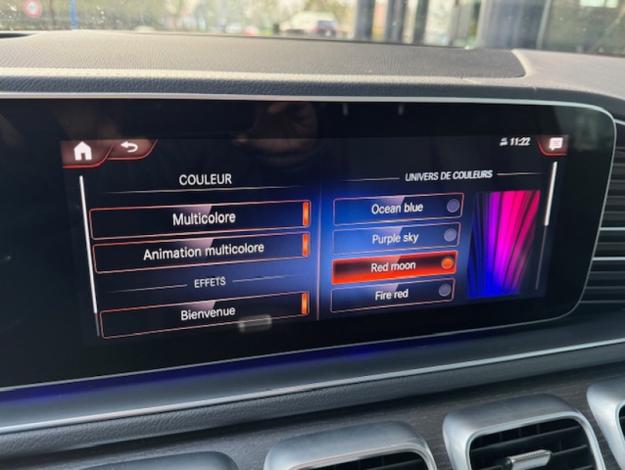 11:22
COULEUR
Multicolore
Animation multicolore
EFFETS
Bienvenue
UNIVERS DE COULEURS
Ocean blue
Purple sky
Red moon
Fire red